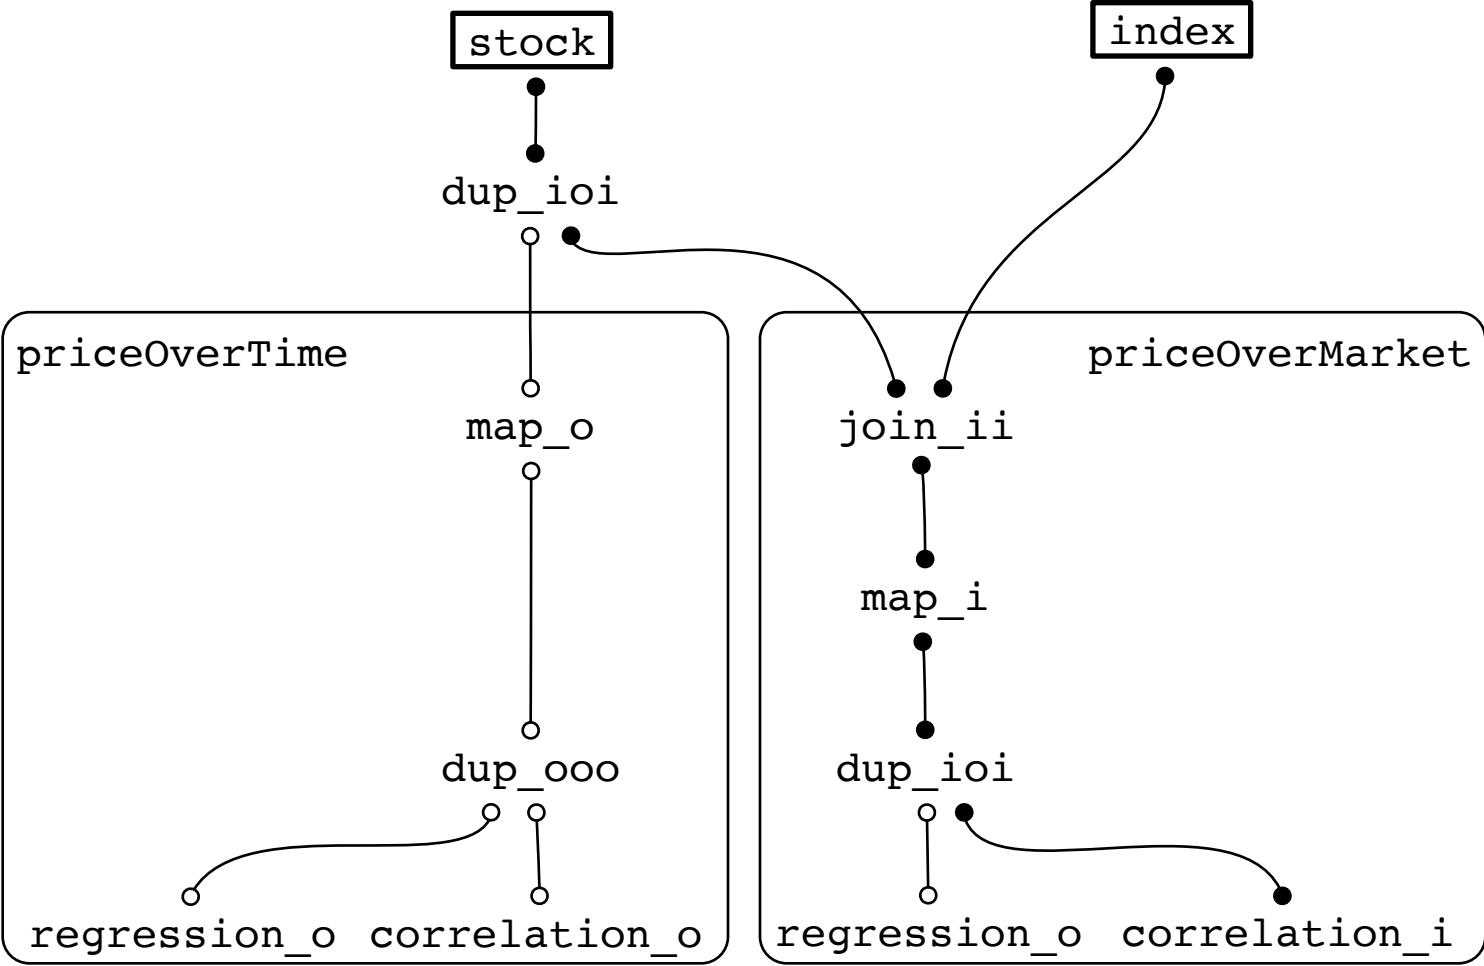 stock
index
dup_ioi
priceOverTime
priceOverMarket
map_o
join_ii
map_i
dup_ooo
dup_ioi
regression_o correlation_o
regression_o correlation_i